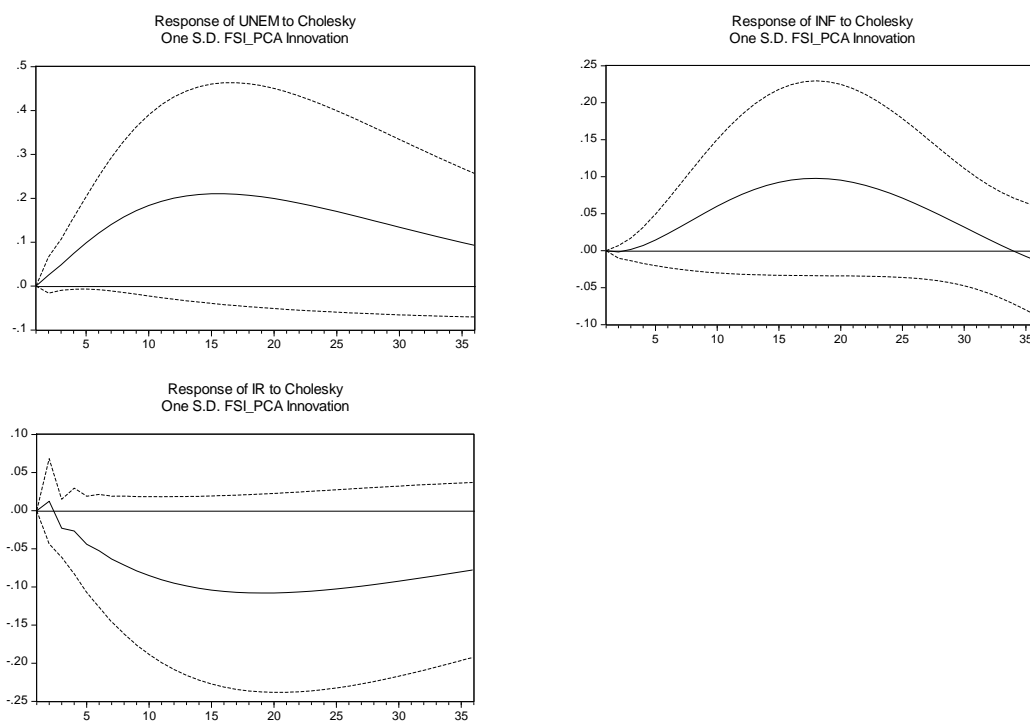 Response of UNEM to Cholesky
One S.D. FSI_PCA Innovation
.5
.4
.3
.2
.1
.0
-.1
5 10 15 20 25 30 35
Response of INF to Cholesky
One S.D. FSI_PCA Innovation
.25
.20
.15
.10
.05
.00
-.05
-.10
5 10 15 20 25 30 35
Response of IR to Cholesky
One S.D. FSI_PCA Innovation
.10
.05
.00
-.05
-.10
-.15
-.20
-.25
5 10 15 20 25 30 35